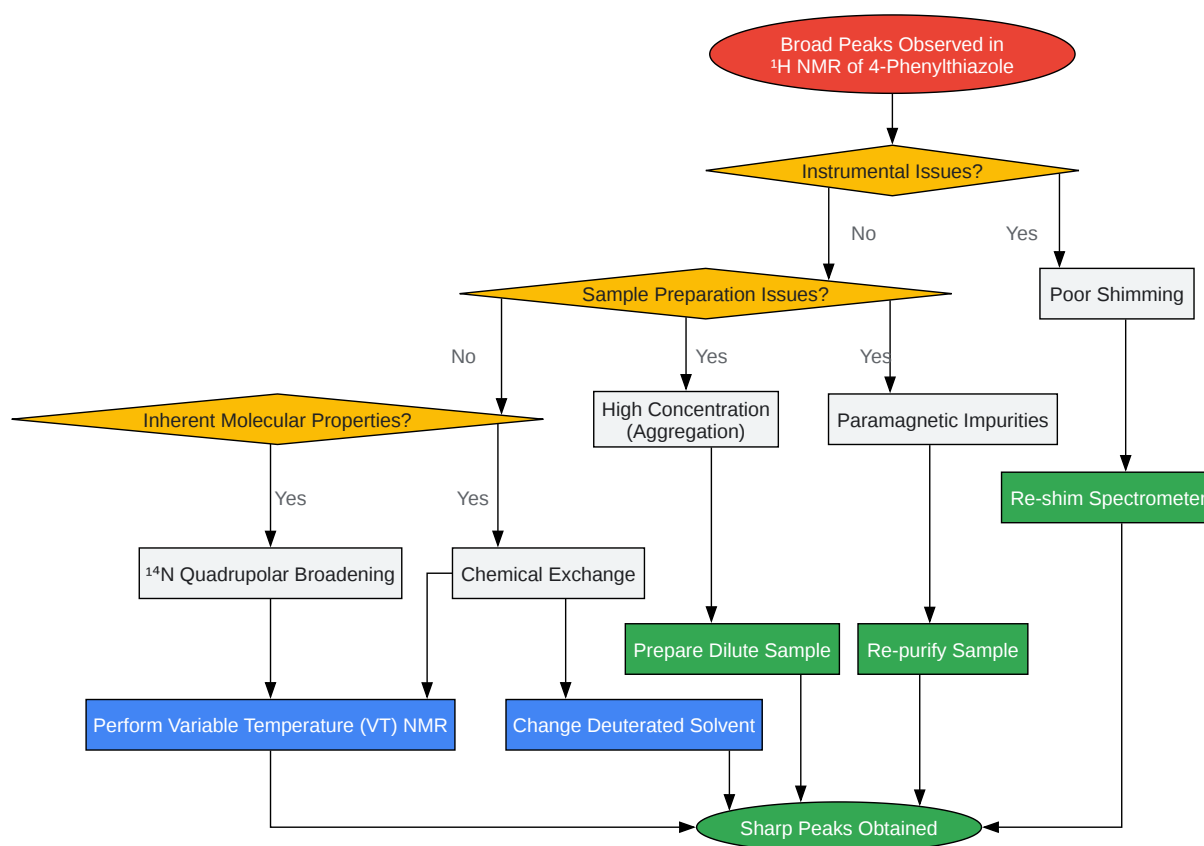 Broad Peaks Observed in
¹H NMR of 4-Phenylthiazole
Instrumental Issues?
No
Yes
Sample Preparation Issues?
Poor Shimming
No
Yes
Yes
Inherent Molecular Properties?
High Concentration
(Aggregation)
Paramagnetic Impurities
Yes
Yes
Re-shim Spectrometer
¹⁴N Quadrupolar Broadening
Chemical Exchange
Prepare Dilute Sample
Re-purify Sample
Perform Variable Temperature (VT) NMR
Change Deuterated Solvent
Sharp Peaks Obtained